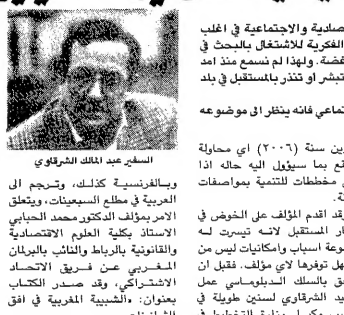 صادية والاجتماعية في اغلب
الفكرية للاشتغال بالبحث في
غضة. ولهذا لم نسمع منذ امد
تبشر او تنذر بالمستقبل في بلد
تماعي فانه ينظر الى موضوعه
ين سنة (٢٠٠٦) اي محاولة
تع بما سيؤول اليه حاله اذا
مخططات للتنمية بمواصفات
ة.
وقد اقدم المؤلف على الخوض في
ار المستقبل لانه تيسرت له
موعة اسباب وامكانيات ليس من
هل توفرها لاي مؤلف. فقبل ان
حق بالسلك الدبلوماسي عمل
يد الشرقاوي لسنين طويلة في
السفير عبد المالك الشرقاوي
وبالفرنسية كذلك، وترجم الى
العربية في مطلع السبعينات، ويتعلق
الامر بمؤلف الدكتور محمد الحبابي
الاستاذ بكلية العلوم الاقتصادية
والقانونية بالرباط والنائب بالبرلمان
المغربي عن فريق الاتحاد
الاشتراكي، وقد صدر الكتاب
بعنوان: «الشبيبة المغربية في افق